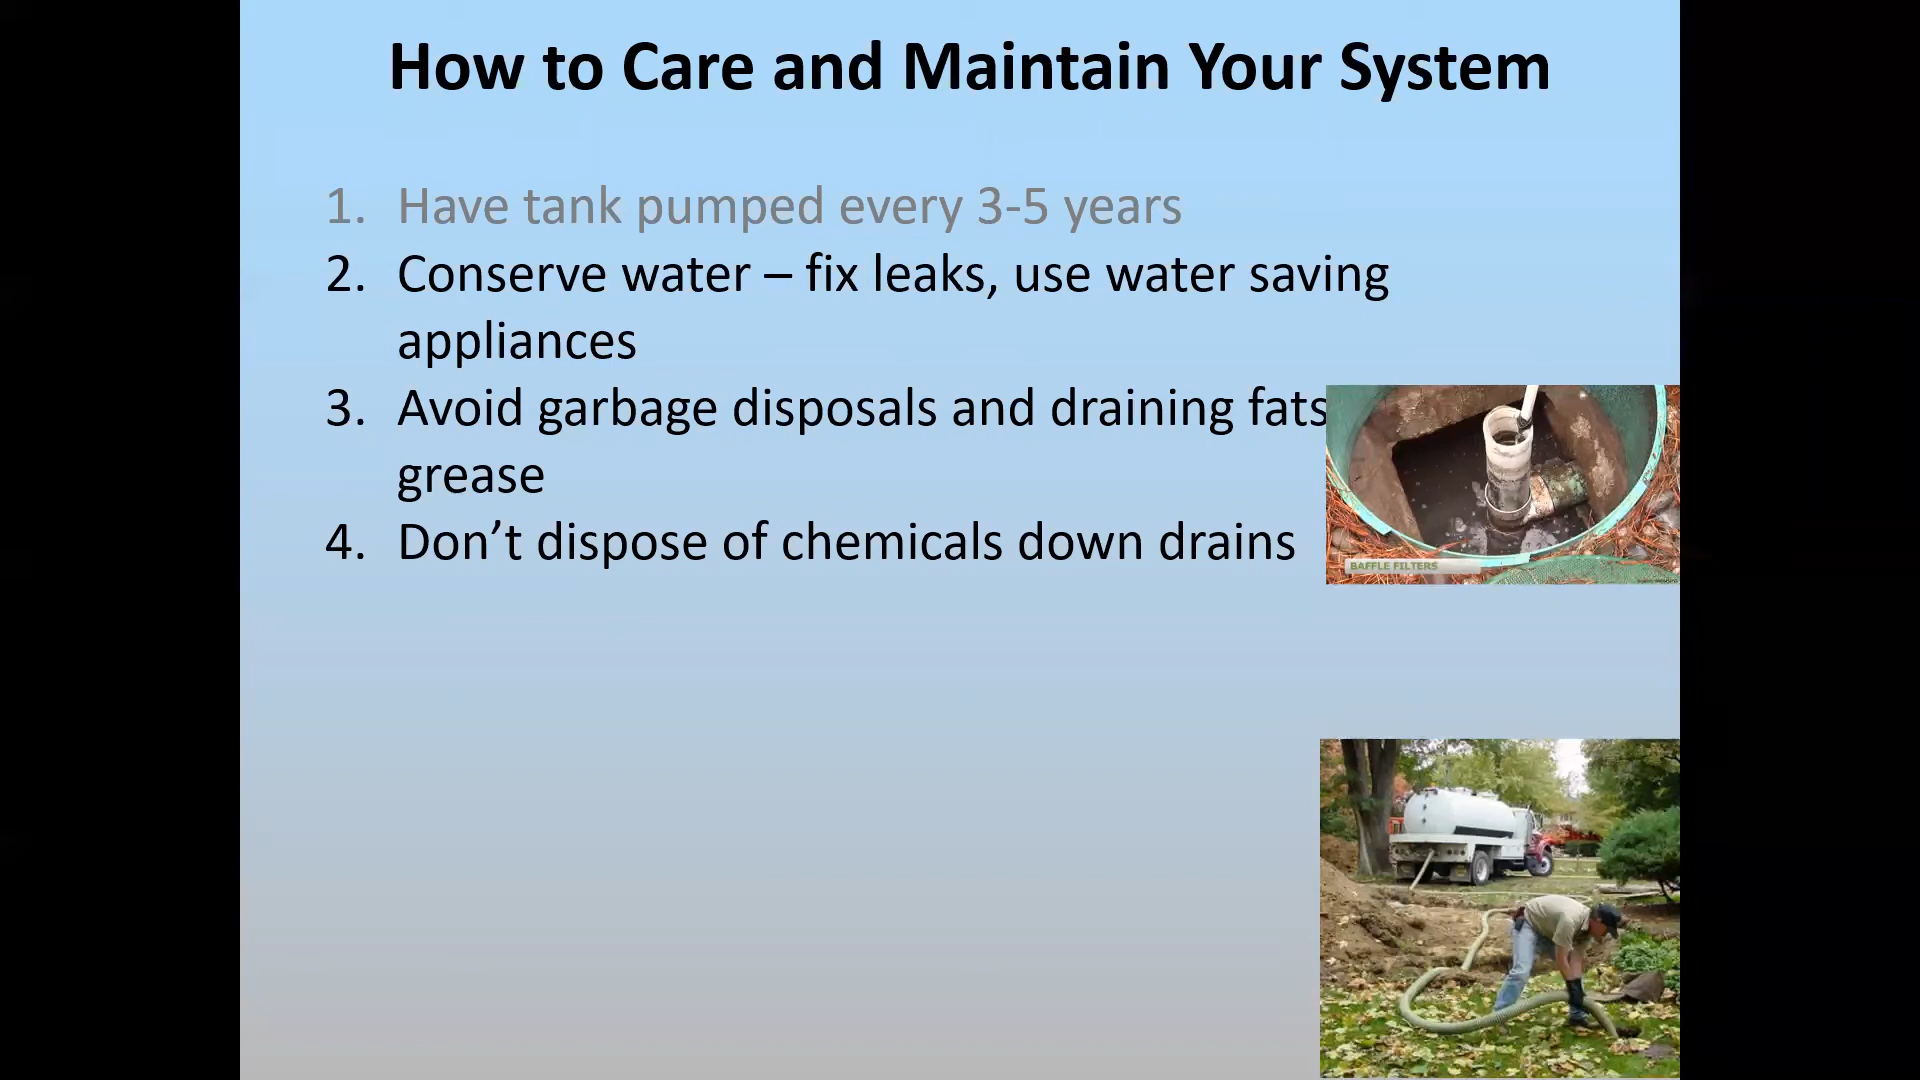 How to Care and Maintain Your System
1. Have tank pumped every 3-5 years
2. Conserve water – fix leaks, use water saving
appliances
3. Avoid garbage disposals and draining fats
grease
4. Don’t dispose of chemicals down drains
BAFFLE FILTERS